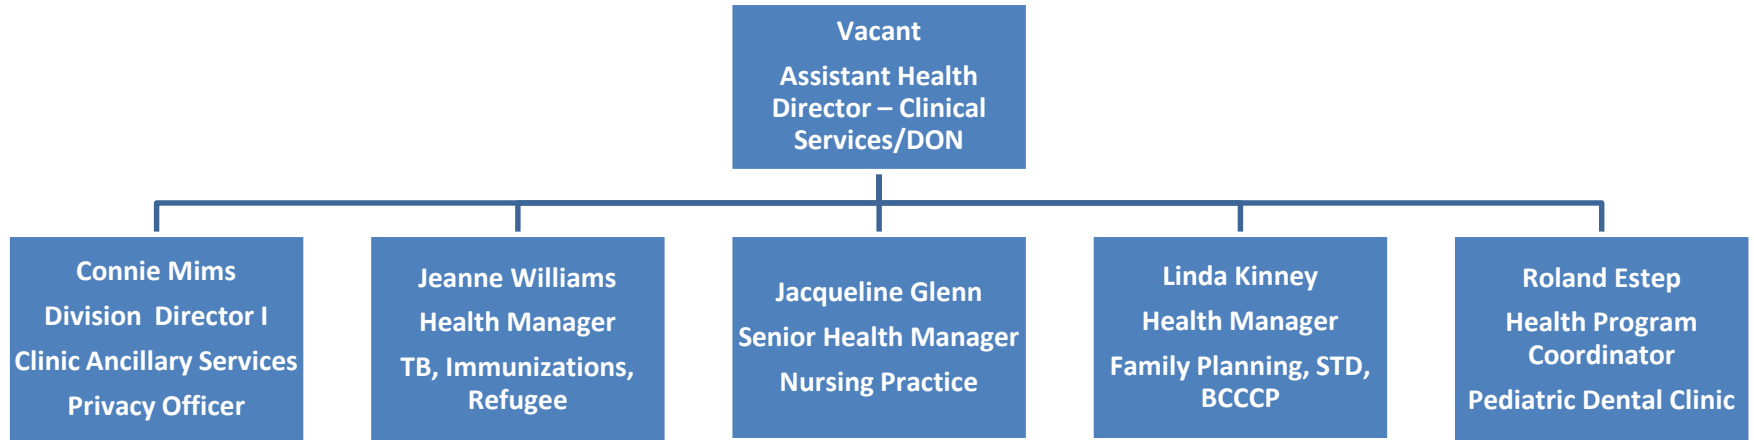 Vacant
Assistant Health
Director – Clinical
Services/DON
Connie Mims
Division Director I
Clinic Ancillary Services
Privacy Officer
Jeanne Williams
Health Manager
TB, Immunizations,
Refugee
Jacqueline Glenn
Senior Health Manager
Nursing Practice
Linda Kinney
Health Manager
Family Planning, STD,
BCCCP
Roland Estep
Health Program
Coordinator
Pediatric Dental Clinic